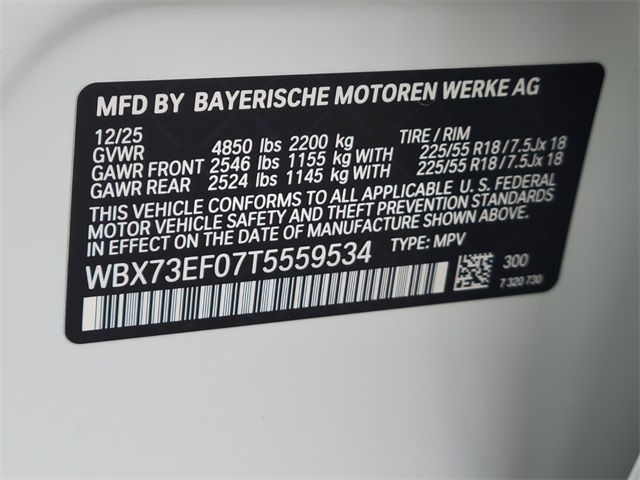 MFD BY BAYERISCHE MOTOREN WERKE AG
12/25
GVWR 4850 lbs 2200 kg TIRE / RIM
GAWR FRONT 2546 lbs 1155 kg WITH 225/55 R18/7.5Jx 18
GAWR REAR 2524 lbs 1145 kg WITH 225/55 R18/7.5Jx 18
THIS VEHICLE CONFORMS TO ALL APPLICABLE U.S. FEDERAL
MOTOR VEHICLE SAFETY AND THEFT PREVENTION STANDARDS
IN EFFECT ON THE DATE OF MANUFACTURE SHOWN ABOVE.
WBX73EF07T5559534 TYPE: MPV
300
7 320 730